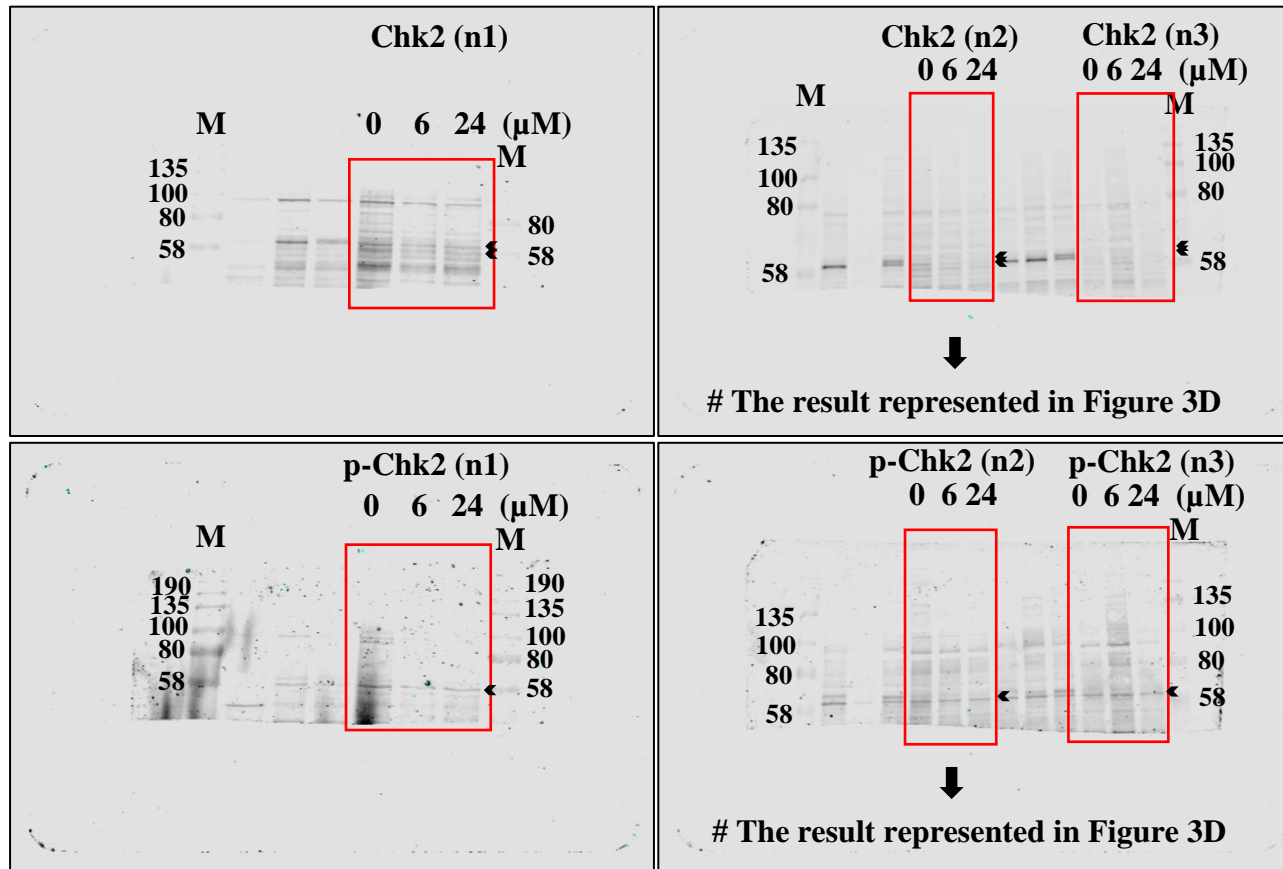 Chk2 (n1)
0 6 24 (µM)
M M
135
100
80
58
80
58
Chk2 (n2) Chk2 (n3)
0 6 24 0 6 24 (µM)
M M
135
100
80
58
135
100
80
58
# The result represented in Figure 3D
p-Chk2 (n1)
0 6 24 (µM)
M M
190
135
100
80
58
190
135
100
80
58
p-Chk2 (n2) p-Chk2 (n3)
0 6 24 0 6 24 (µM)
M
135
100
80
58
135
100
80
58
# The result represented in Figure 3D